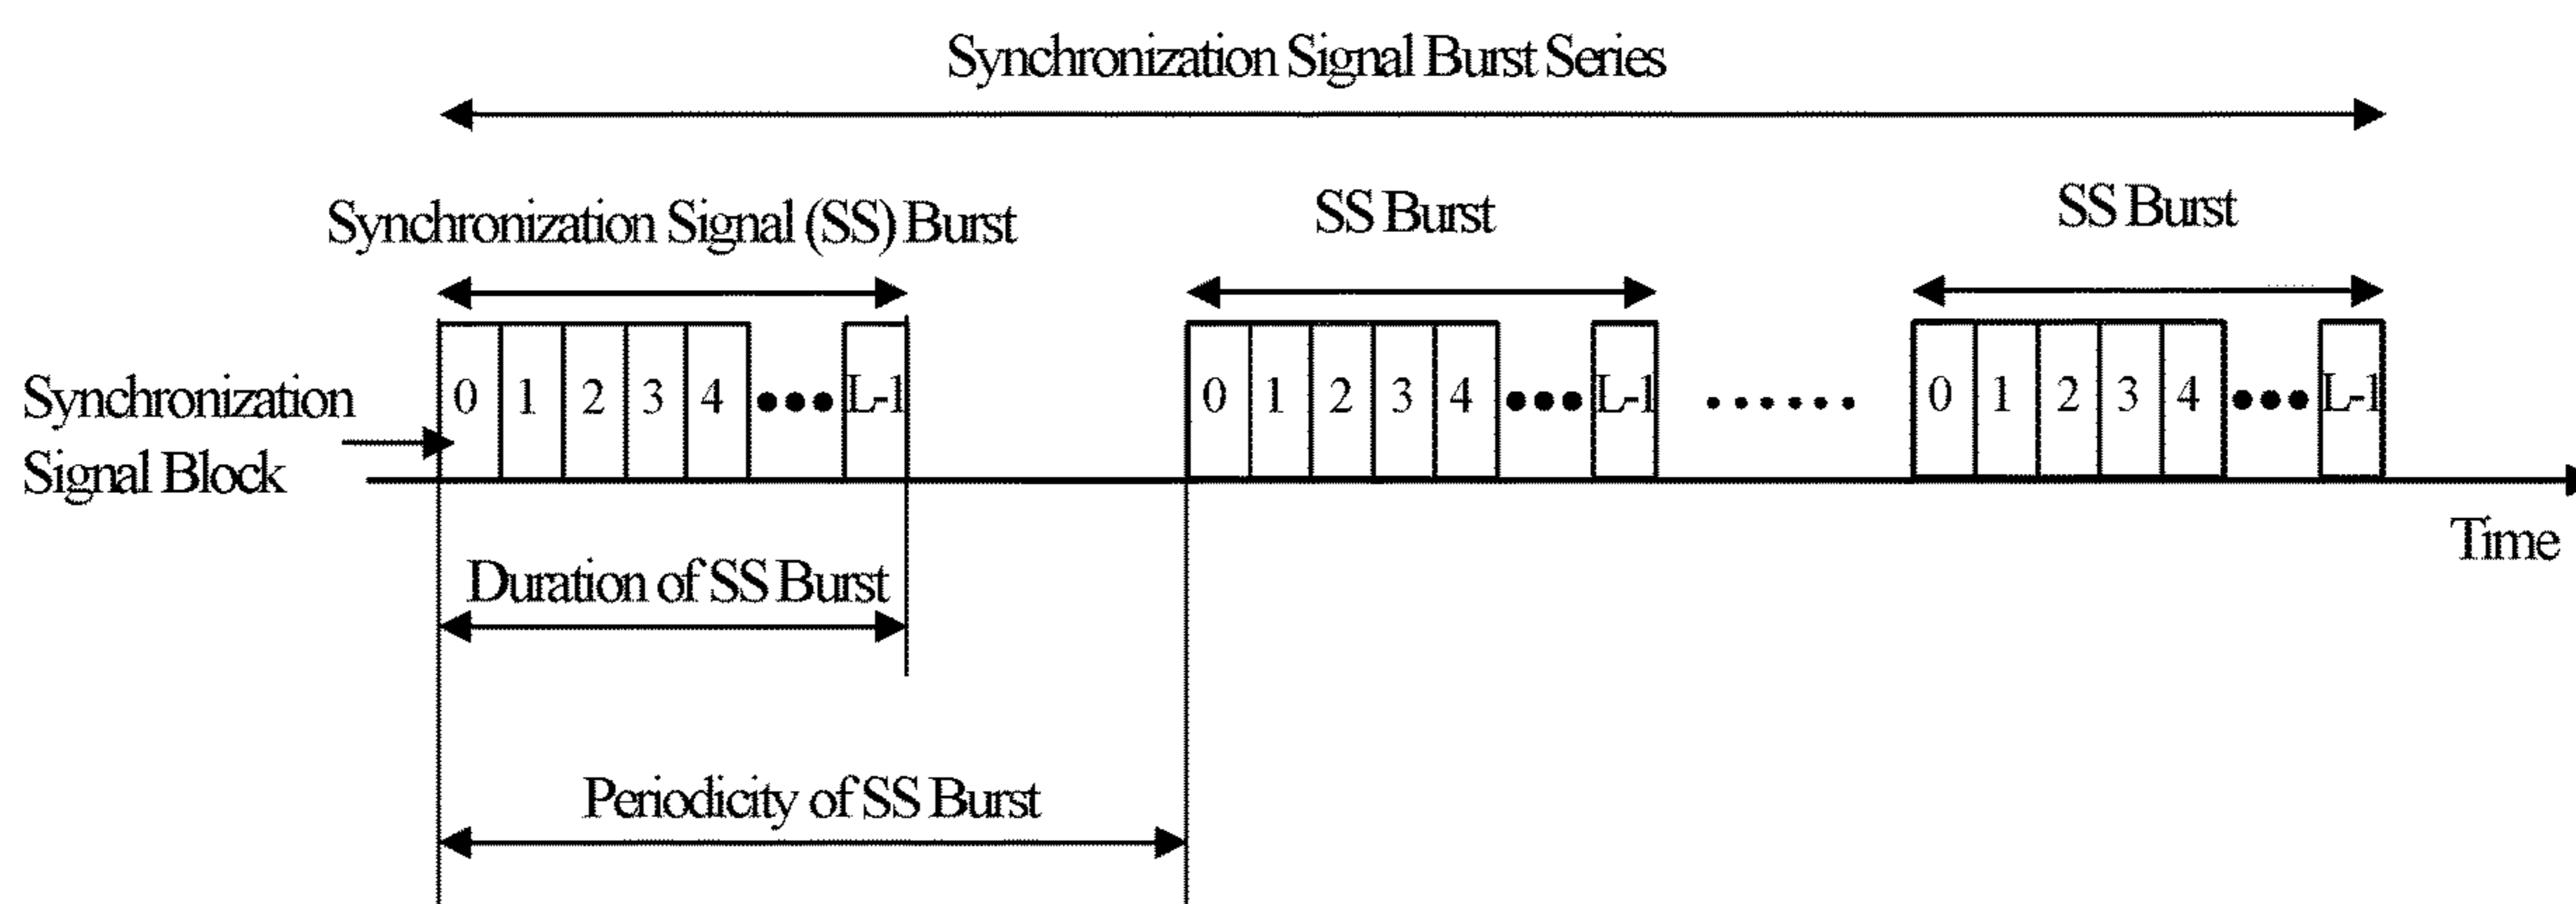 Synchronization Signal Burst Series
Synchronization Signal (SS) Burst
SS Burst
SS Burst
Synchronization
Signal Block
0 1 2 3 4 ●●● L-1
0 1 2 3 4 ●●● L-1
......
0 1 2 3 4 ●●● L-1
Time
Duration of SS Burst
Periodicity of SS Burst